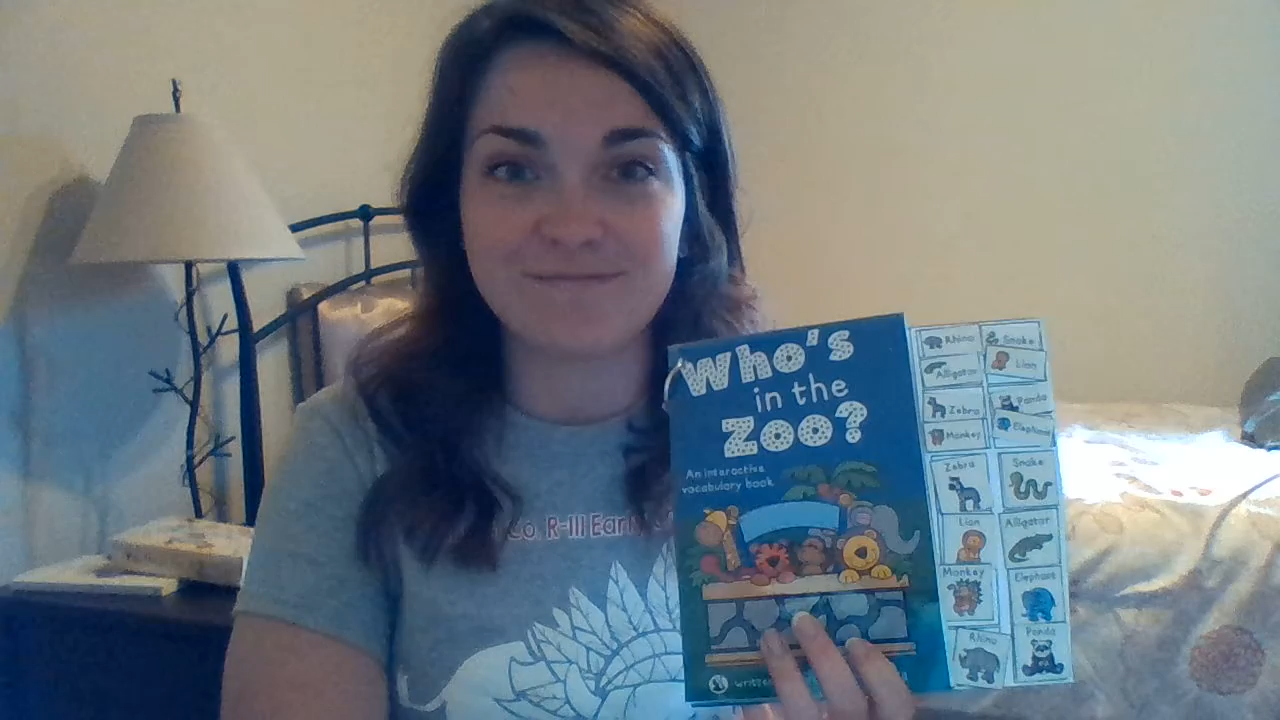 Who's
in the
Zoo?
An interactive
vocabulary book
Co. R-III Early
Rhino Snake
Alligator Lion
Zebra Panda
Monkey Elephant
Zebra Snake
Lion Alligator
Monkey Elephant
Rhino Panda